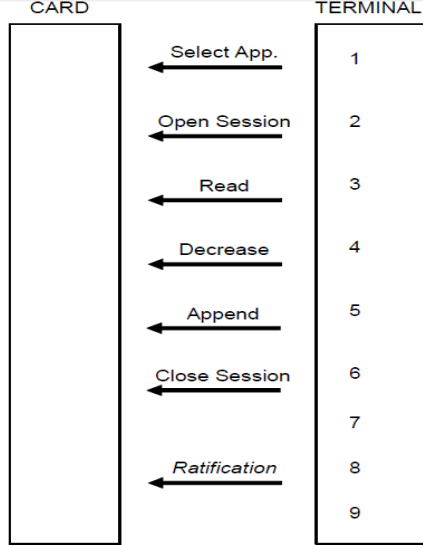 CARD TERMINAL
Select App. 1
Open Session 2
Read 3
Decrease 4
Append 5
Close Session 6
7
Ratification 8
9